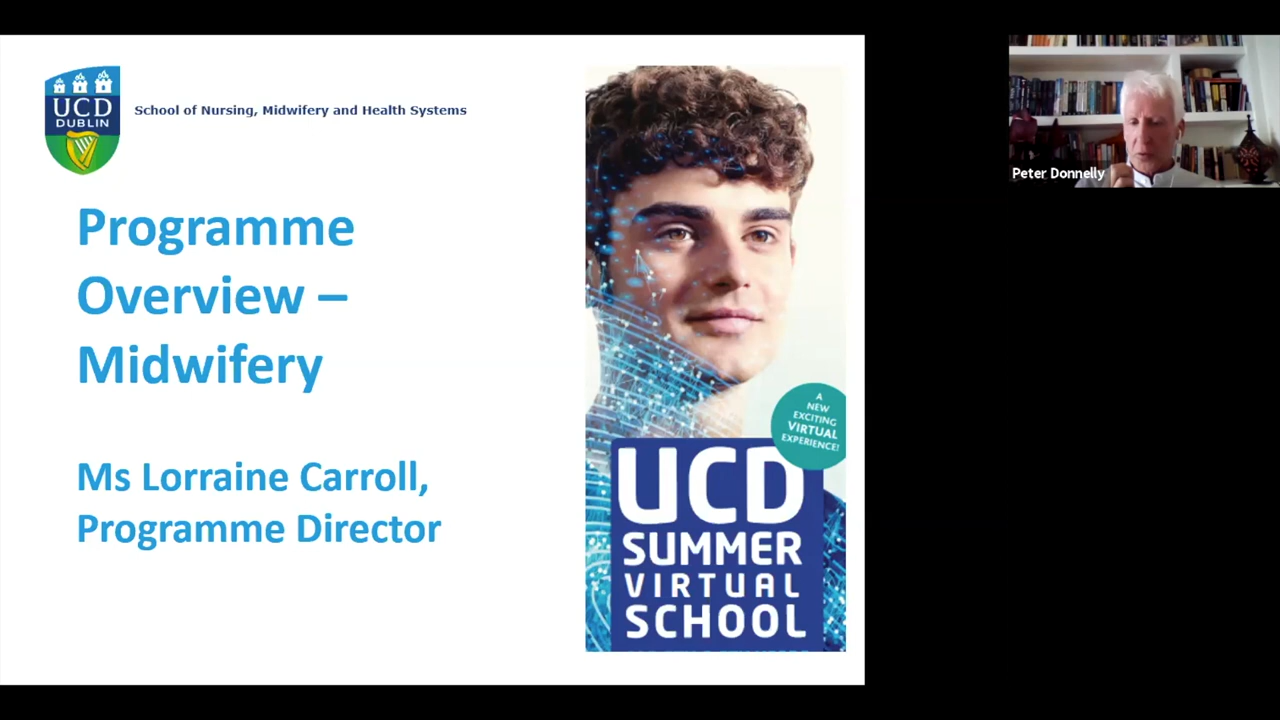 UCD
DUBLIN
School of Nursing, Midwifery and Health Systems
Programme
Overview –
Midwifery
Ms Lorraine Carroll,
Programme Director
A
NEW
EXCITING
VIRTUAL
EXPERIENCE!
UCD
SUMMER
VIRTUAL
SCHOOL
Peter Donnelly